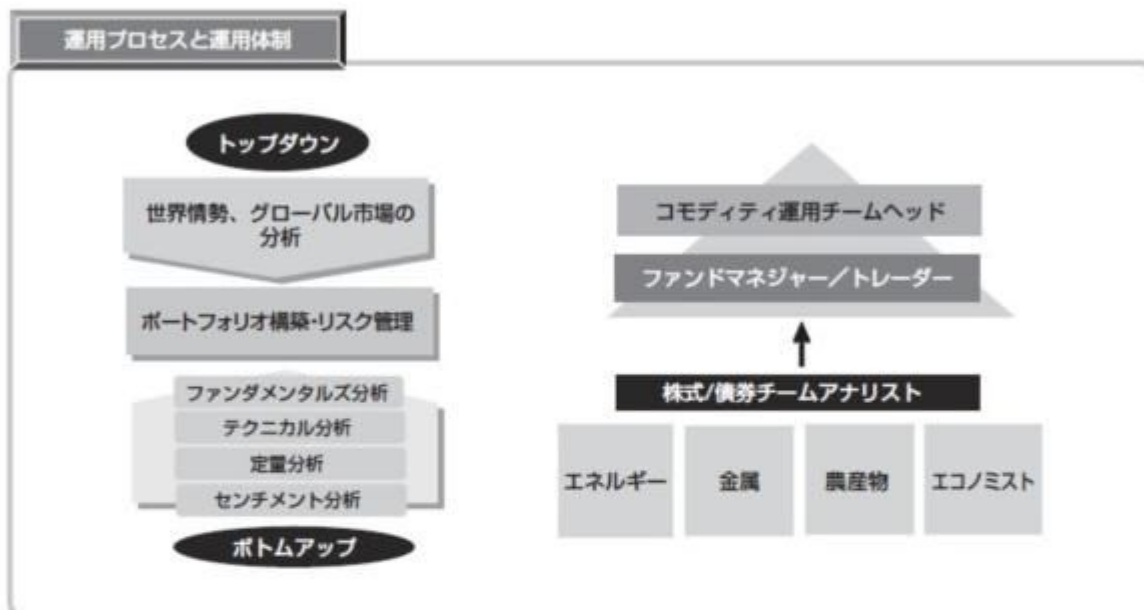 運用プロセスと運用体制
トップダウン
世界情勢、グローバル市場の
分析
ポートフォリオ構築・リスク管理
ファンダメンタルズ分析
テクニカル分析
定量分析
センチメント分析
ボトムアップ
コモディティ運用チームヘッド
ファンドマネジャー／トレーダー
株式/債券チームアナリスト
エネルギー
金属
農産物
エコノミスト